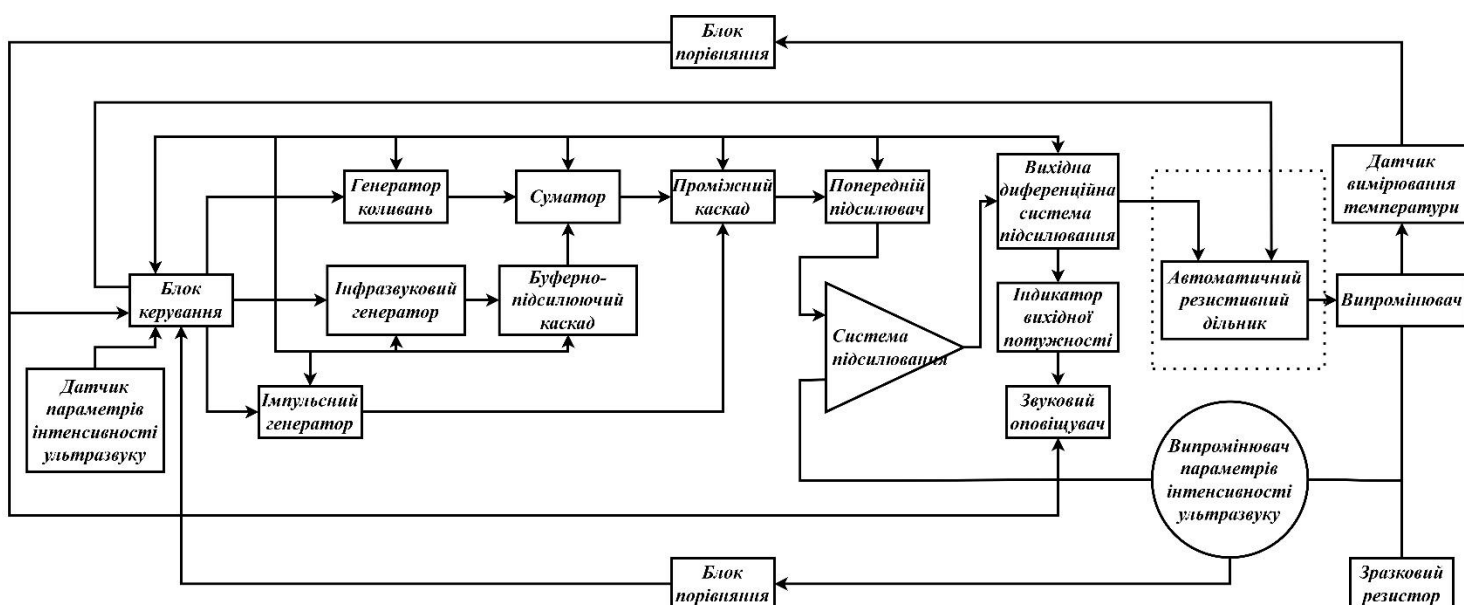 Блок
порівняння
Генератор
коливань
Суматор
Проміжний
каскад
Попередній
підсилювач
Вихідна
диференційна
система
підсилювання
Датчик
вимірювання
температури
Блок
керування
Інфразвуковий
генератор
Буферно-
підсилюючий
каскад
Система
підсилювання
Індикатор
вихідної
потужності
Автоматичний
резистивний
дільник
Випромінювач
Датчик
параметрів
інтенсивності
ультразвуку
Імпульсний
генератор
Звуковий
оповіщувач
Випромінювач
параметрів
інтенсивності
ультразвуку
Блок
порівняння
Зразковий
резистор